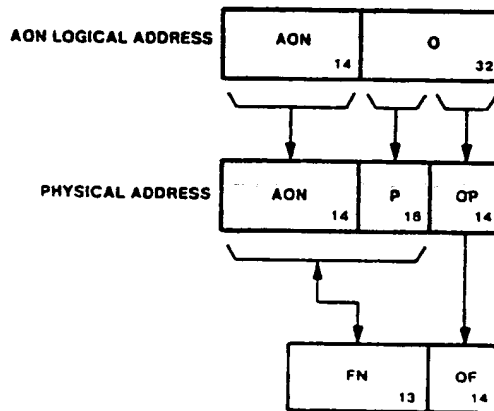 AON LOGICAL ADDRESS
AON 14
O 32
PHYSICAL ADDRESS
AON 14
P 18
OP 14
FN 13
OF 14